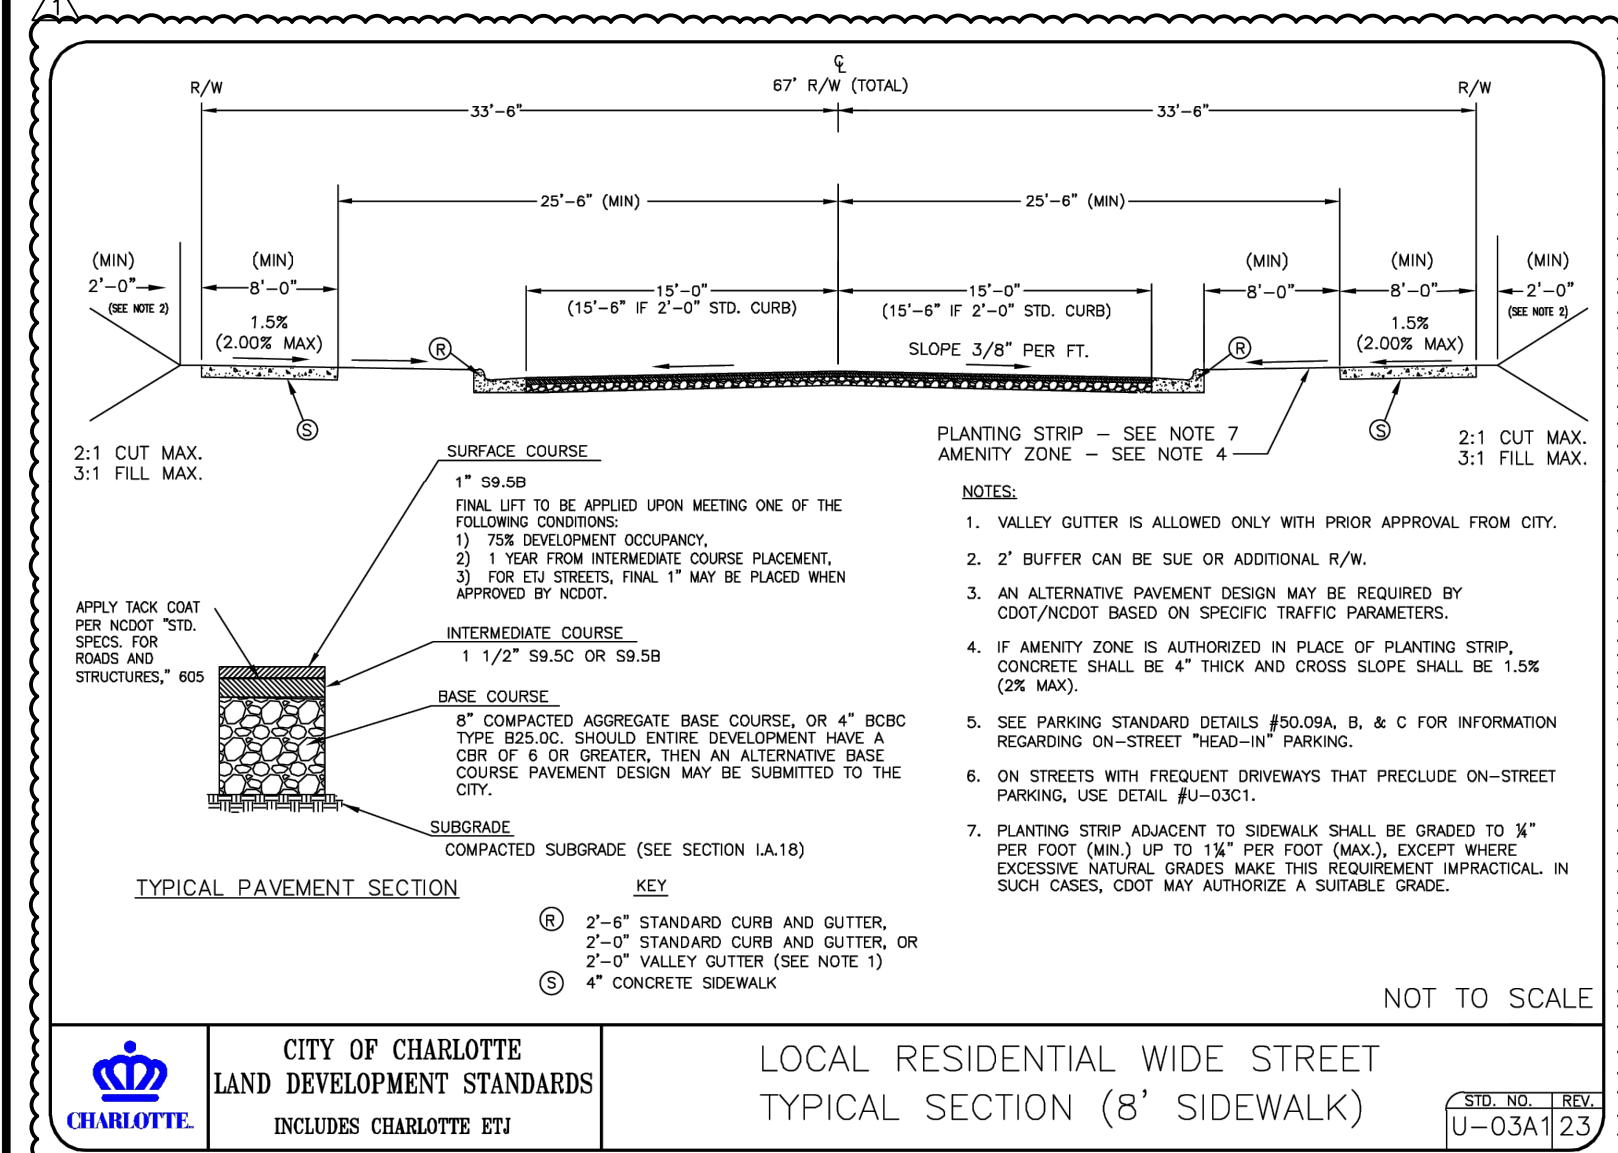 1
℄
67' R/W (TOTAL)
R/W
R/W
33'-6"
33'-6"
25'-6" (MIN)
25'-6" (MIN)
(MIN)
2'-0"
(SEE NOTE 2)
(MIN)
8'-0"
1.5%
(2.00% MAX)
15'-0"
(15'-6" IF 2'-0" STD. CURB)
15'-0"
(15'-6" IF 2'-0" STD. CURB)
SLOPE 3/8" PER FT.
(MIN)
8'-0"
(MIN)
8'-0"
1.5%
(2.00% MAX)
(MIN)
2'-0"
(SEE NOTE 2)
R
R
S
S
2:1 CUT MAX.
3:1 FILL MAX.
PLANTING STRIP – SEE NOTE 7
AMENITY ZONE – SEE NOTE 4
2:1 CUT MAX.
3:1 FILL MAX.
SURFACE COURSE
1" S9.5B
FINAL LIFT TO BE APPLIED UPON MEETING ONE OF THE
FOLLOWING CONDITIONS:
1) 75% DEVELOPMENT OCCUPANCY,
2) 1 YEAR FROM INTERMEDIATE COURSE PLACEMENT,
3) FOR ETJ STREETS, FINAL 1" MAY BE PLACED WHEN
APPROVED BY NCDOT.
APPLY TACK COAT
PER NCDOT "STD.
SPECS. FOR
ROADS AND
STRUCTURES," 605
INTERMEDIATE COURSE
1 1/2" S9.5C OR S9.5B
BASE COURSE
8" COMPACTED AGGREGATE BASE COURSE, OR 4" BCBC
TYPE B25.0C. SHOULD ENTIRE DEVELOPMENT HAVE A
CBR OF 6 OR GREATER, THEN AN ALTERNATIVE BASE
COURSE PAVEMENT DESIGN MAY BE SUBMITTED TO THE
CITY.
SUBGRADE
COMPACTED SUBGRADE (SEE SECTION I.A.18)
TYPICAL PAVEMENT SECTION
KEY
R 2'-6" STANDARD CURB AND GUTTER,
2'-0" STANDARD CURB AND GUTTER, OR
2'-0" VALLEY GUTTER (SEE NOTE 1)
S 4" CONCRETE SIDEWALK
NOTES:
1. VALLEY GUTTER IS ALLOWED ONLY WITH PRIOR APPROVAL FROM CITY.
2. 2' BUFFER CAN BE SUE OR ADDITIONAL R/W.
3. AN ALTERNATIVE PAVEMENT DESIGN MAY BE REQUIRED BY
CDOT/NCDOT BASED ON SPECIFIC TRAFFIC PARAMETERS.
4. IF AMENITY ZONE IS AUTHORIZED IN PLACE OF PLANTING STRIP,
CONCRETE SHALL BE 4" THICK AND CROSS SLOPE SHALL BE 1.5%
(2% MAX).
5. SEE PARKING STANDARD DETAILS #50.09A, B, & C FOR INFORMATION
REGARDING ON–STREET "HEAD–IN" PARKING.
6. ON STREETS WITH FREQUENT DRIVEWAYS THAT PRECLUDE ON–STREET
PARKING, USE DETAIL #U–03C1.
7. PLANTING STRIP ADJACENT TO SIDEWALK SHALL BE GRADED TO ¼"
PER FOOT (MIN.) UP TO 1¼" PER FOOT (MAX.), EXCEPT WHERE
EXCESSIVE NATURAL GRADES MAKE THIS REQUIREMENT IMPRACTICAL. IN
SUCH CASES, CDOT MAY AUTHORIZE A SUITABLE GRADE.
NOT TO SCALE
CHARLOTTE.
CITY OF CHARLOTTE
LAND DEVELOPMENT STANDARDS
INCLUDES CHARLOTTE ETJ
LOCAL RESIDENTIAL WIDE STREET
TYPICAL SECTION (8' SIDEWALK)
STD. NO. REV.
U–03A1 23